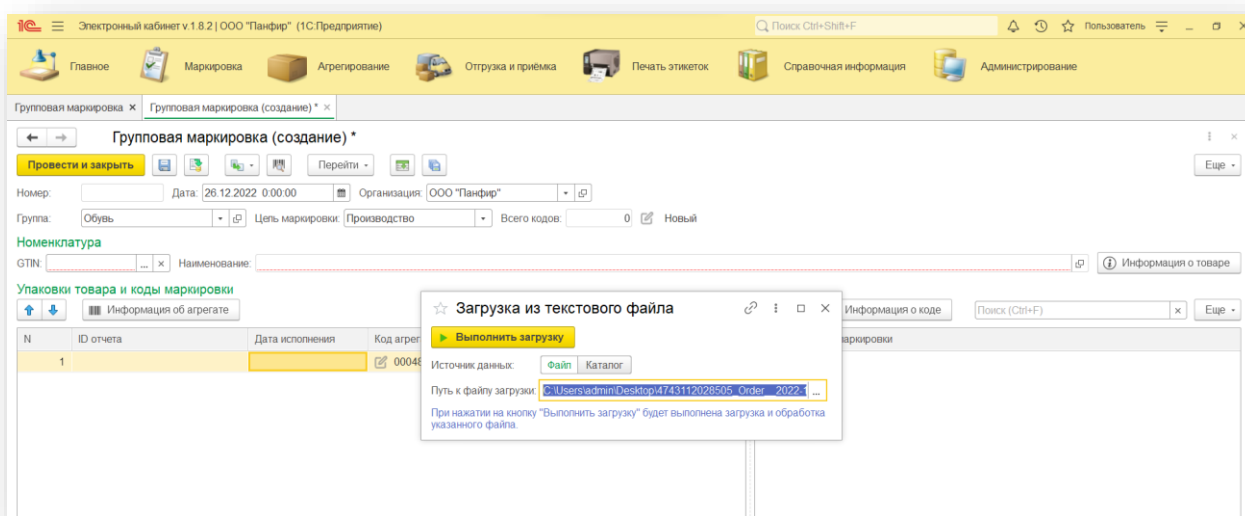 1С Электронный кабинет v.1.8.2 | ООО "Панфир" (1С:Предприятие) Поиск Ctrl+Shift+F Пользователь
Главное Маркировка Агрегирование Отгрузка и приёмка Печать этикеток Справочная информация Администрирование
Групповая маркировка × Групповая маркировка (создание) * ×
Групповая маркировка (создание) *
Провести и закрыть Перейти Еще
Номер: Дата: 26.12.2022 0:00:00 Организация: ООО "Панфир"
Группа: Обувь Цель маркировки: Производство Всего кодов: 0 Новый
Номенклатура
GTIN: ... × Наименование: Информация о товаре
Упаковки товара и коды маркировки
Информация об агрегате Информация о коде Поиск (Ctrl+F) × Еще
N ID отчета Дата исполнения Код агрег аркировки
1 00048
Загрузка из текстового файла
Выполнить загрузку
Источник данных: Файл Каталог
Путь к файлу загрузки: C:\Users\admin\Desktop\4743112028505_Order__2022-1 ...
При нажатии на кнопку "Выполнить загрузку" будет выполнена загрузка и обработка
указанного файла.